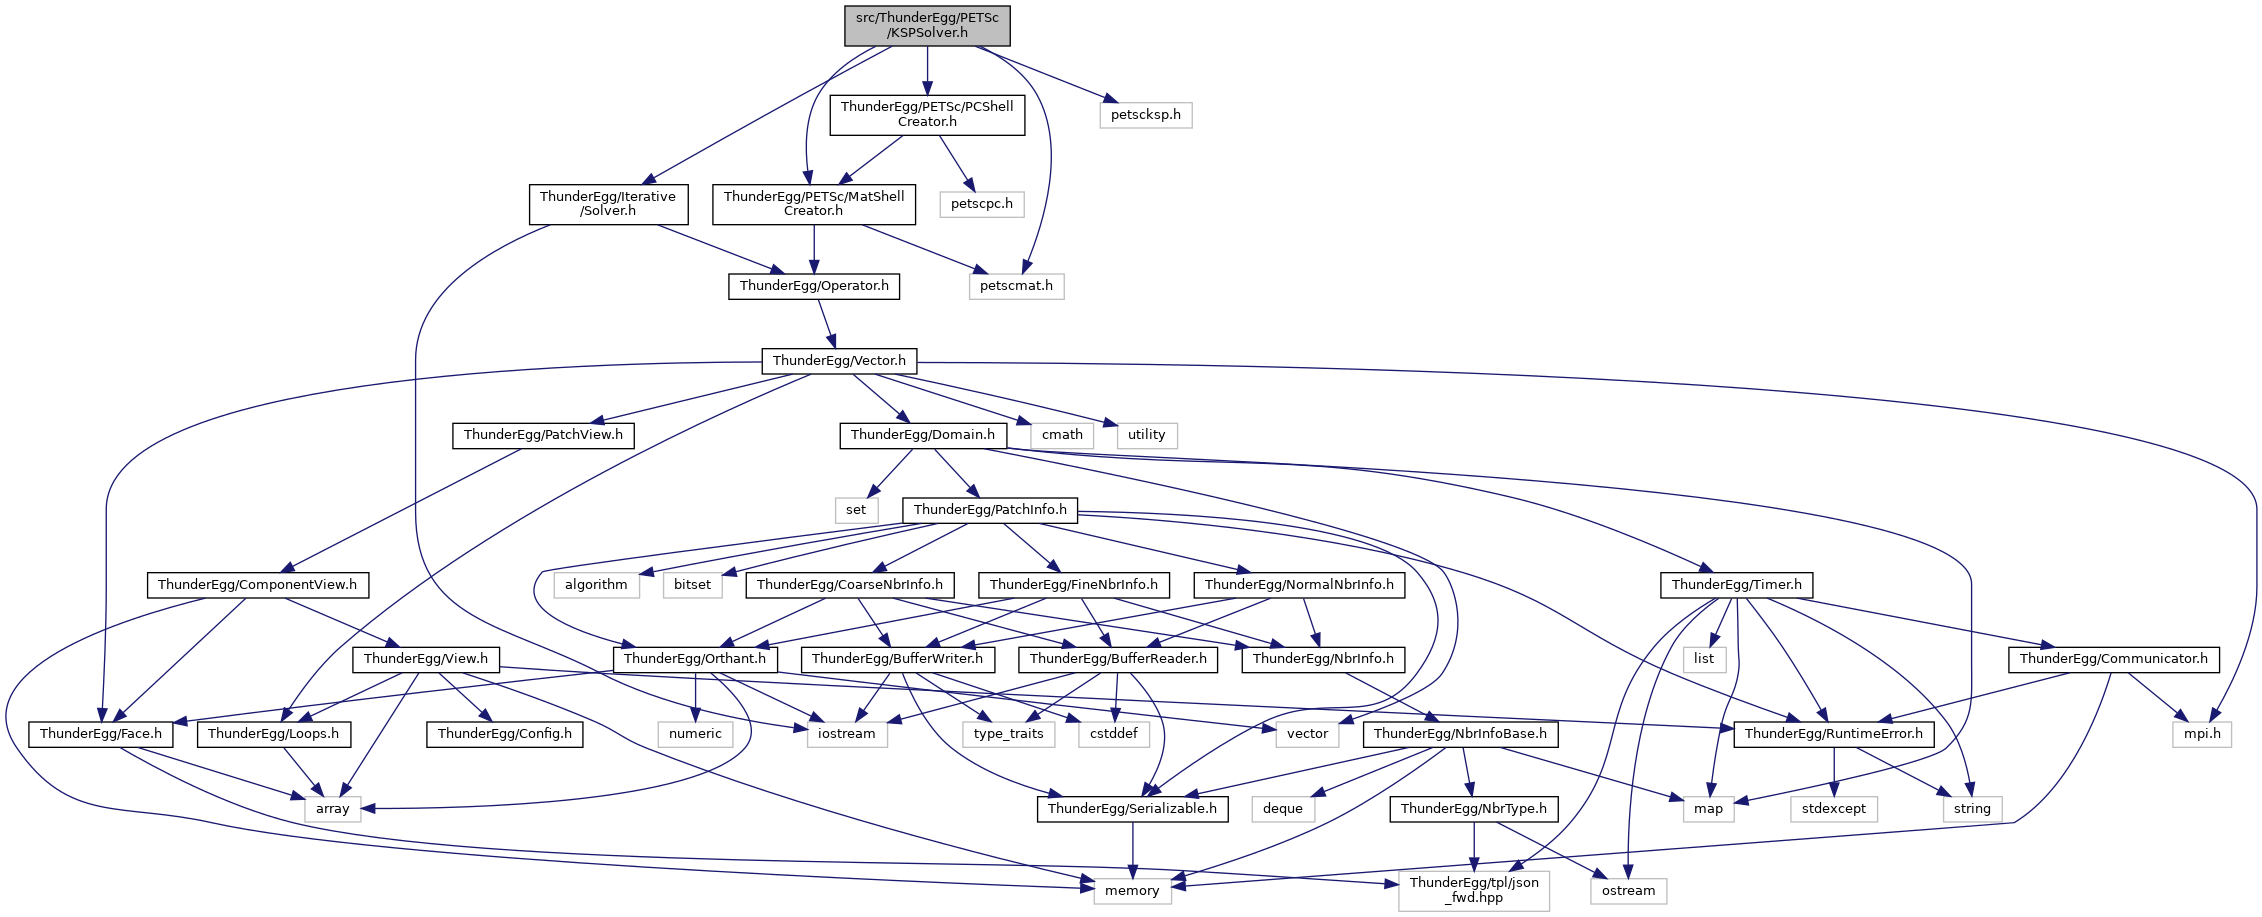 src/ThunderEgg/PETSc
/KSPSolver.h
ThunderEgg/PETSc/PCShell
Creator.h
petscksp.h
ThunderEgg/Iterative
/Solver.h
ThunderEgg/PETSc/MatShell
Creator.h
petscpc.h
ThunderEgg/Operator.h
petscmat.h
ThunderEgg/Vector.h
ThunderEgg/PatchView.h
ThunderEgg/Domain.h
cmath
utility
set
ThunderEgg/PatchInfo.h
ThunderEgg/ComponentView.h
algorithm
bitset
ThunderEgg/CoarseNbrInfo.h
ThunderEgg/FineNbrInfo.h
ThunderEgg/NormalNbrInfo.h
ThunderEgg/Timer.h
ThunderEgg/View.h
ThunderEgg/Orthant.h
ThunderEgg/BufferWriter.h
ThunderEgg/BufferReader.h
ThunderEgg/NbrInfo.h
list
ThunderEgg/Communicator.h
ThunderEgg/Face.h
ThunderEgg/Loops.h
ThunderEgg/Config.h
numeric
iostream
type_traits
cstddef
vector
ThunderEgg/NbrInfoBase.h
ThunderEgg/RuntimeError.h
mpi.h
array
ThunderEgg/Serializable.h
deque
ThunderEgg/NbrType.h
map
stdexcept
string
memory
ThunderEgg/tpl/json
_fwd.hpp
ostream